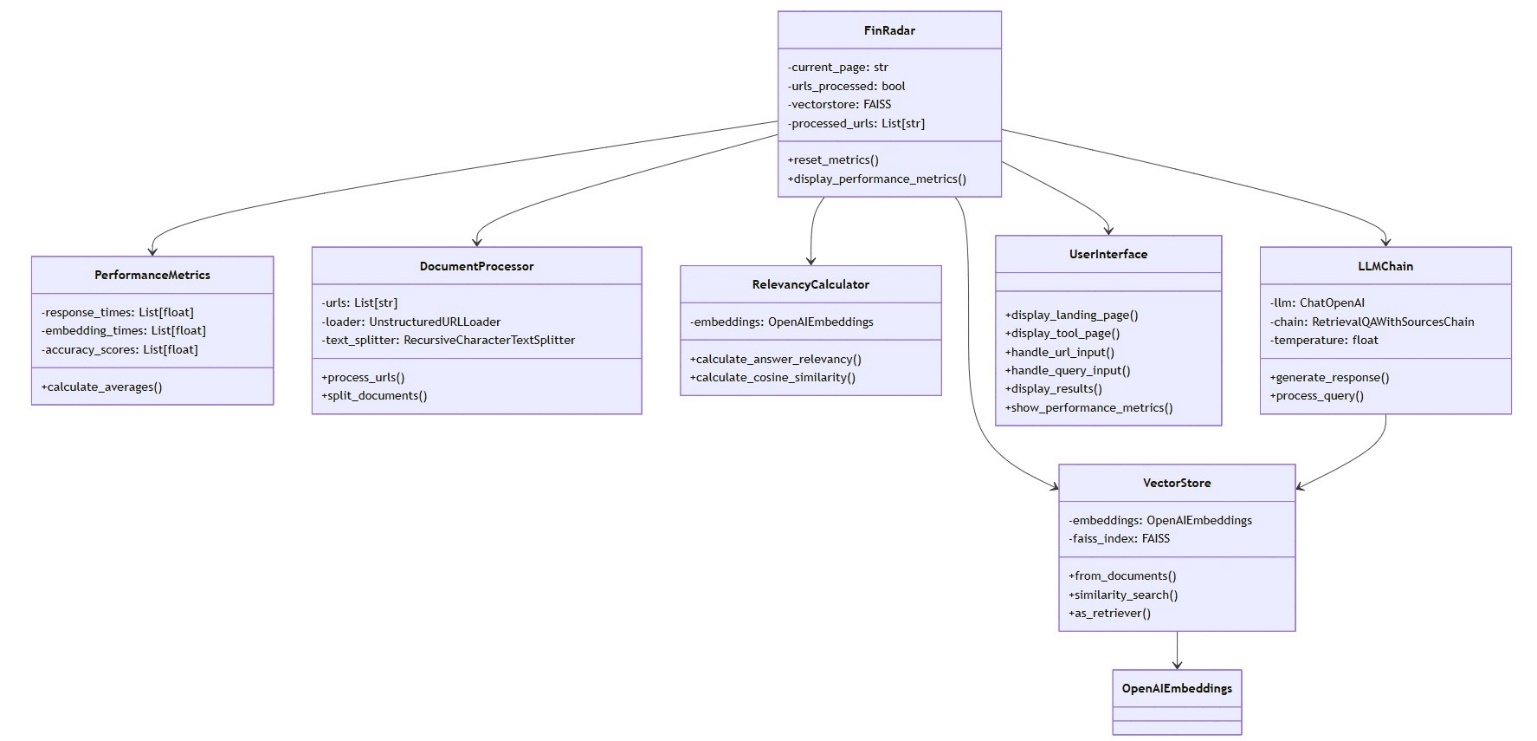 FinRadar
-current_page: str
-urls_processed: bool
-vectorstore: FAISS
-processed_urls: List[str]
+reset_metrics()
+display_performance_metrics()
PerformanceMetrics
-response_times: List[float]
-embedding_times: List[float]
-accuracy_scores: List[float]
+calculate_averages()
DocumentProcessor
-urls: List[str]
-loader: UnstructuredURLLoader
-text_splitter: RecursiveCharacterTextSplitter
+process_urls()
+split_documents()
RelevancyCalculator
-embeddings: OpenAIEmbeddings
+calculate_answer_relevancy()
+calculate_cosine_similarity()
UserInterface
+display_landing_page()
+display_tool_page()
+handle_url_input()
+handle_query_input()
+display_results()
+show_performance_metrics()
LLMChain
-llm: ChatOpenAI
-chain: RetrievalQAWithSourcesChain
-temperature: float
+generate_response()
+process_query()
VectorStore
-embeddings: OpenAIEmbeddings
-faiss_index: FAISS
+from_documents()
+similarity_search()
+as_retriever()
OpenAIEmbeddings